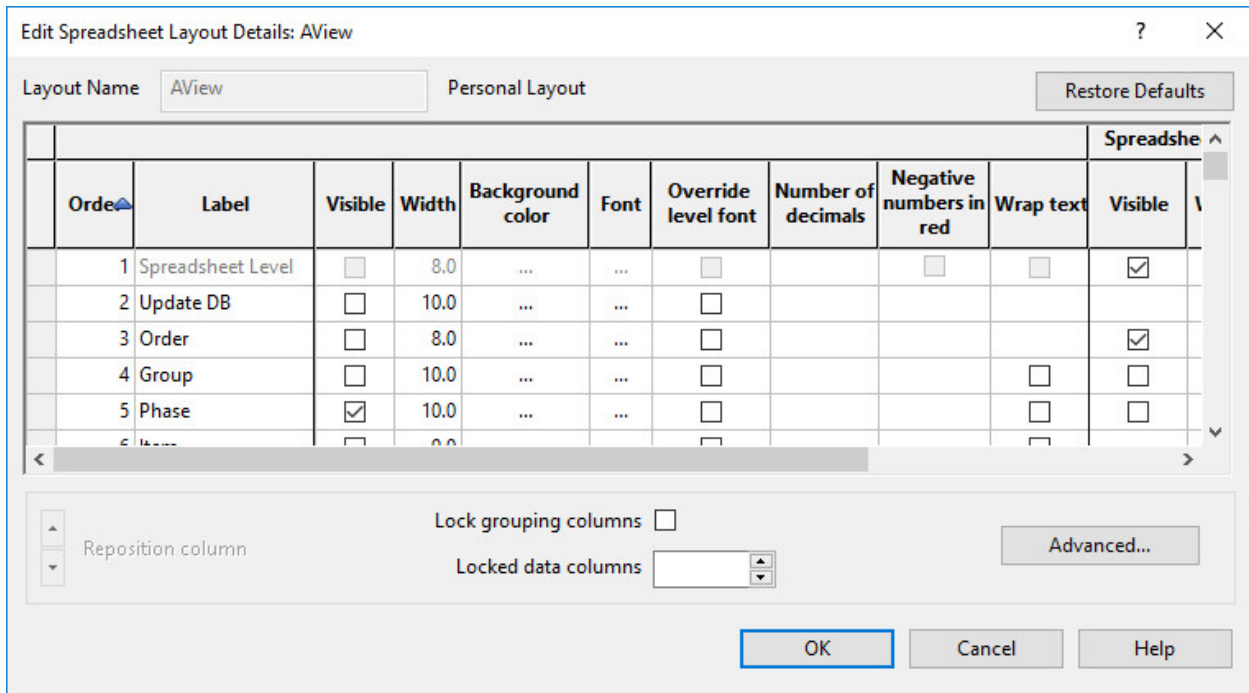 Edit Spreadsheet Layout Details: AView ?
Layout Name AView Personal Layout Restore Defaults
Spreadshe
Orde Label Visible Width Background color Font Override level font Number of decimals Negative numbers in red Wrap text Visible
1 Spreadsheet Level 8.0 ... ...
2 Update DB 10.0 ... ...
3 Order 8.0 ... ...
4 Group 10.0 ... ...
5 Phase 10.0 ... ...
Lock grouping columns
Reposition column
Advanced...
Locked data columns
OK Cancel Help